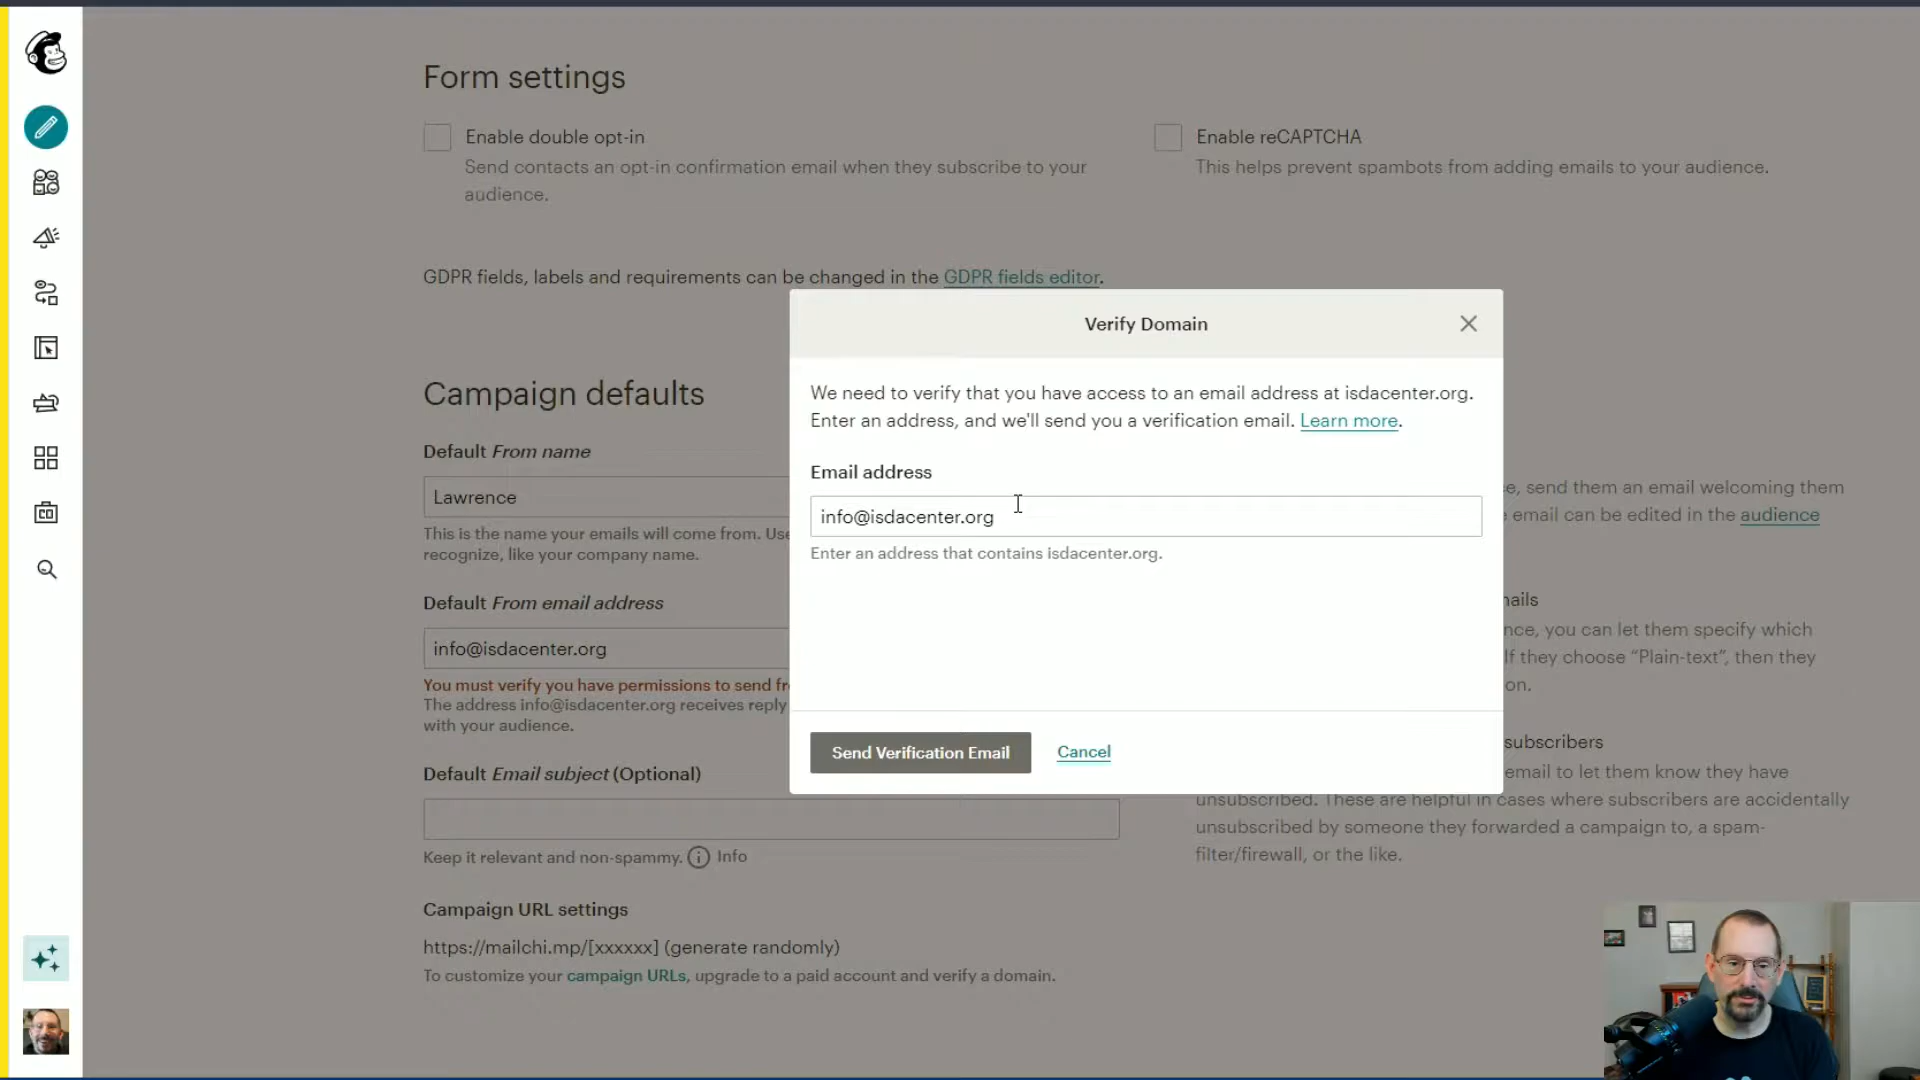 Form settings
Enable double opt-in
Send contacts an opt-in confirmation email when they subscribe to your
audience.
Enable reCAPTCHA
This helps prevent spambots from adding emails to your audience.
GDPR fields, labels and requirements can be changed in the GDPR fields editor.
Verify Domain
We need to verify that you have access to an email address at isdacenter.org.
Enter an address, and we'll send you a verification email. Learn more.
Email address
info@isdacenter.org
Enter an address that contains isdacenter.org.
Send Verification Email
Cancel
Campaign defaults
Default From name
Lawrence
This is the name your emails will come from. Use
recognize, like your company name.
Default From email address
info@isdacenter.org
You must verify you have permissions to send
The address info@isdacenter.org receives reply
with your audience.
Default Email subject (Optional)
Keep it relevant and non-spammy. Info
Campaign URL settings
https://mailchi.mp/[xxxxxx] (generate randomly)
To customize your campaign URLs, upgrade to a paid account and verify a domain.
send them an email welcoming them
email can be edited in the audience
you can let them specify which
If they choose “Plain-text”, then they
subscribers
email to let them know they have
unsubscribed. These are helpful in cases where subscribers are accidentally
unsubscribed by someone they forwarded a campaign to, a spam-
filter/firewall, or the like.